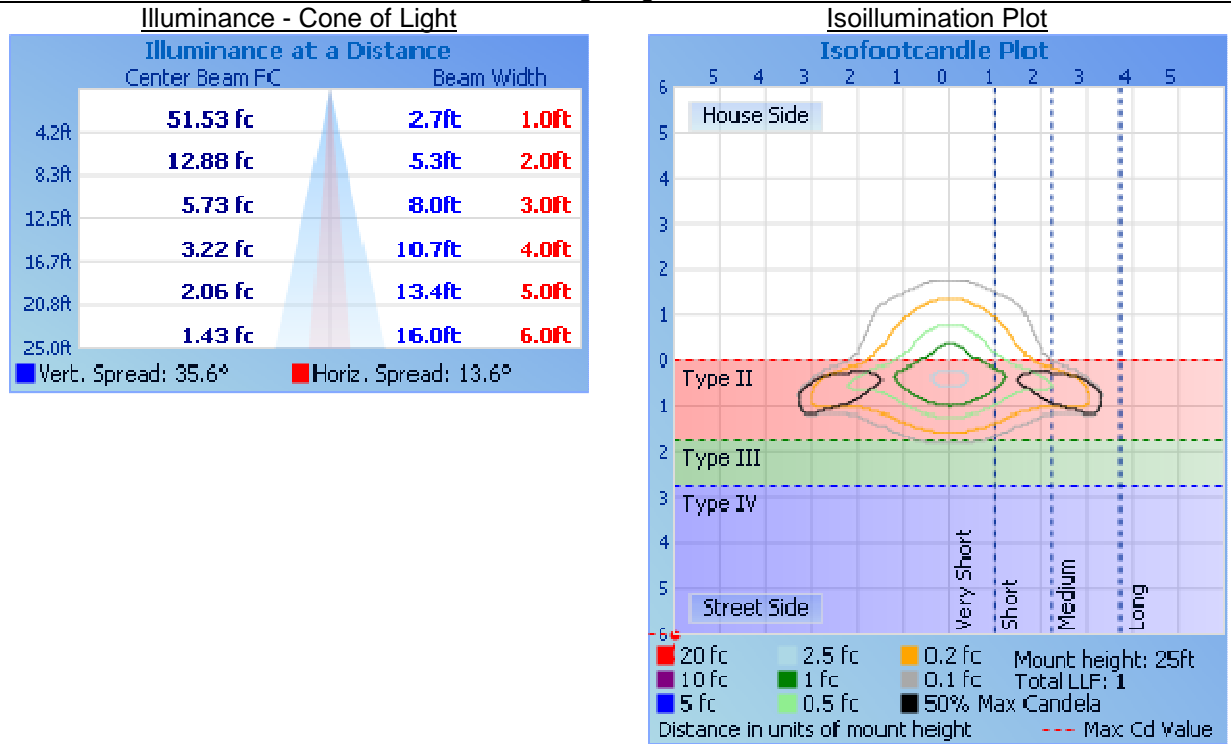 Illuminance - Cone of Light
Illuminance at a Distance
Center Beam FC Beam Width
51.53 fc 2.7ft 1.0ft
4.2ft
12.88 fc 5.3ft 2.0ft
8.3ft
5.73 fc 8.0ft 3.0ft
12.5ft
3.22 fc 10.7ft 4.0ft
16.7ft
2.06 fc 13.4ft 5.0ft
20.8ft
1.43 fc 16.0ft 6.0ft
25.0ft
Vert. Spread: 35.6° Horiz. Spread: 13.6°
Isoillumination Plot
Isofootcandle Plot
5 4 3 2 1 0 1 2 3 4 5
6
House Side
5
4
3
2
1
0
Type II
1
2
Type III
3
Type IV
4
5
Street Side
6
Very Short
Short
Medium
Long
20 fc 2.5 fc 0.2 fc Mount height: 25ft
10 fc 1 fc 0.1 fc Total LLF: 1
5 fc 0.5 fc 50% Max Candela
Distance in units of mount height Max Cd Value